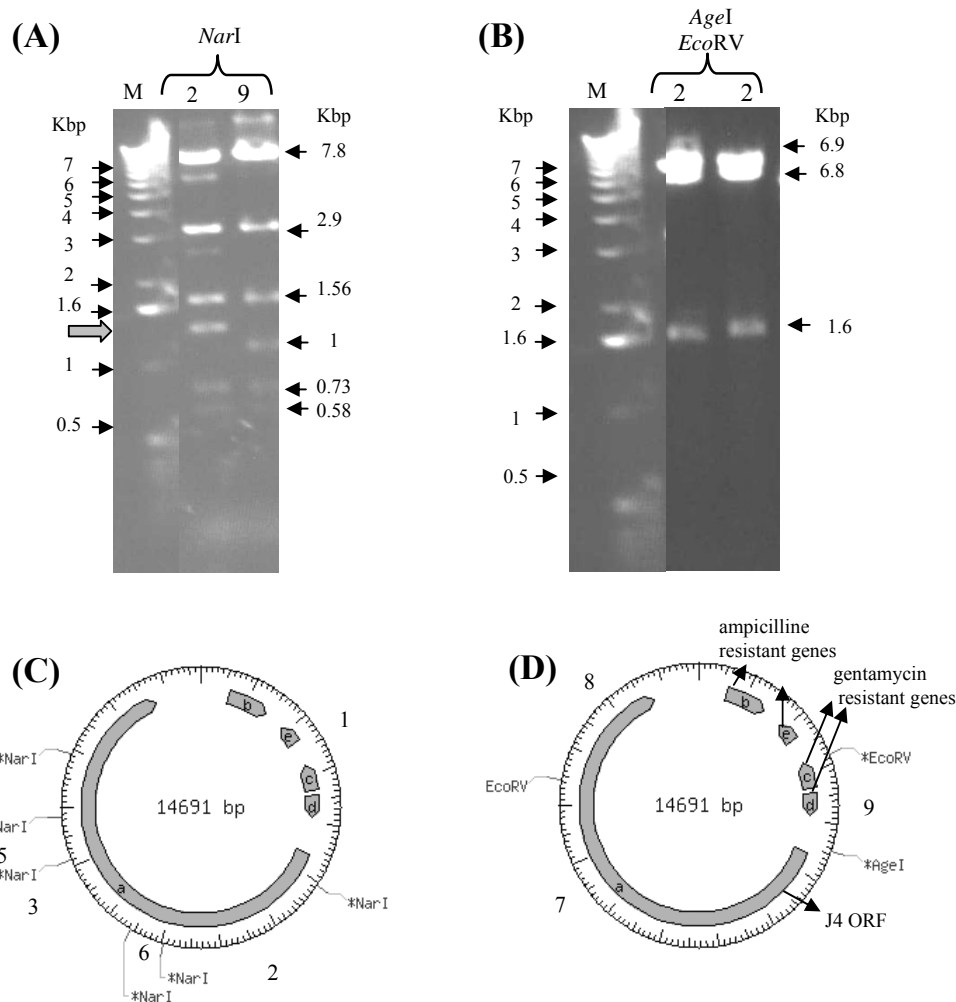 (A)
NarI
M
2
9
Kbp
Kbp
7
6
5
4
3
2
1.6
1
0.5
7.8
2.9
1.56
1
0.73
0.58
(B)
AgeI
EcoRV
M
2
2
Kbp
Kbp
7
6
5
4
3
2
1.6
1
0.5
6.9
6.8
1.6
(C)
b
e
c
d
a
1
*NarI
NarI
5
*NarI
3
14691 bp
*NarI
6
*NarI
*NarI
2
(D)
ampicilline
resistant genes
gentamycin
resistant genes
8
b
e
c
d
a
*EcoRV
EcoRV
14691 bp
9
*AgeI
7
J4 ORF